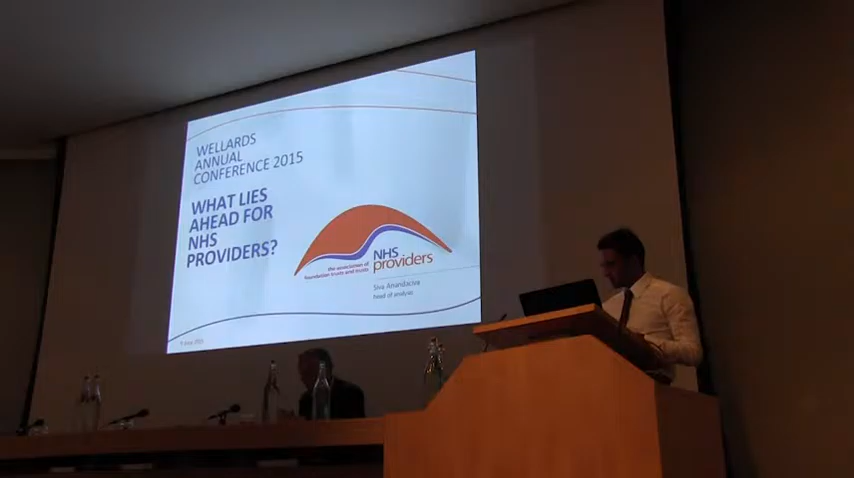 WELLARDS
ANNUAL
CONFERENCE 2015
WHAT LIES
AHEAD FOR
NHS
PROVIDERS?
NHS
providers
the association of
foundation trusts and trusts
Siva Anandaciva
head of analysis